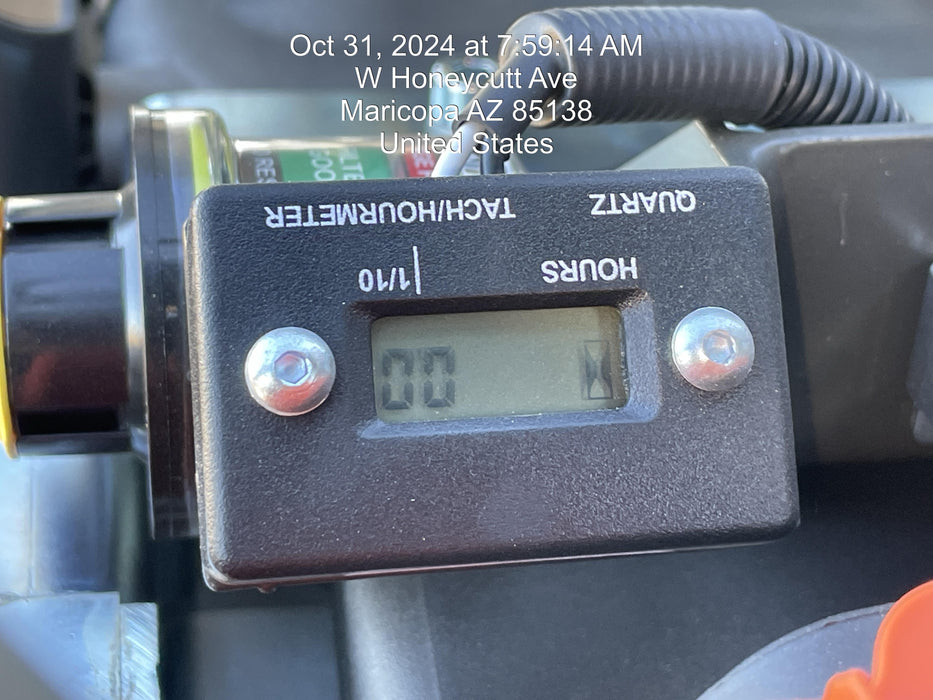 Oct 31, 2024 at 7:59:14 AM
W Honeycutt Ave
Maricopa AZ 85138
United States
QUARTZ TACH/HOURMETER
HOURS 1/10
00